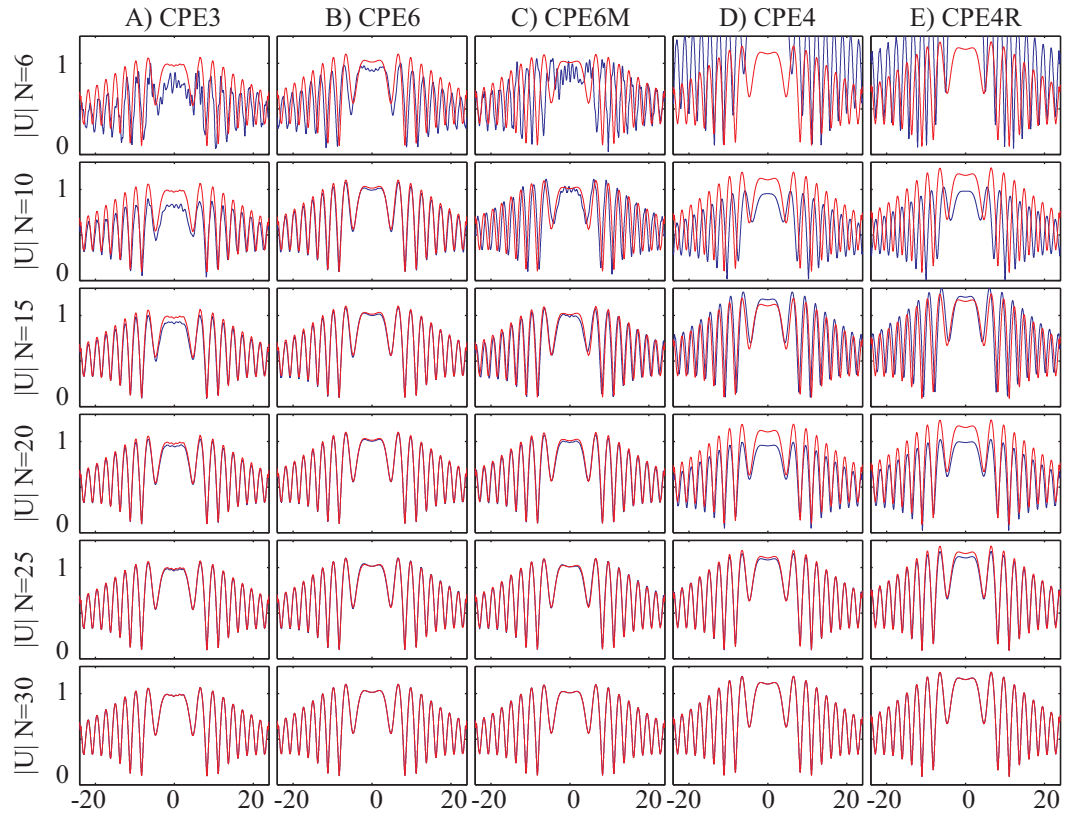 A) CPE3 B) CPE6 C) CPE6M D) CPE4 E) CPE4R
|U| N=6 1 0
|U| N=10 1 0
|U| N=15 1 0
|U| N=20 1 0
|U| N=25 1 0
|U| N=30 1 0
-20 0 20 -20 0 20 -20 0 20 -20 0 20 -20 0 20